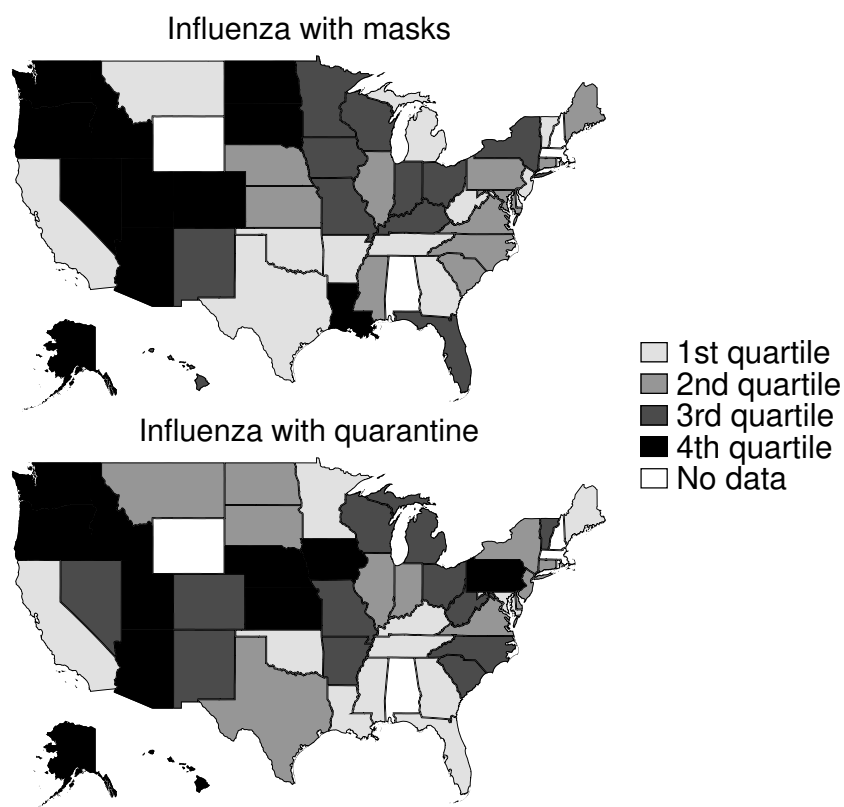 Influenza with masks
1st quartile
2nd quartile
3rd quartile
4th quartile
No data
Influenza with quarantine